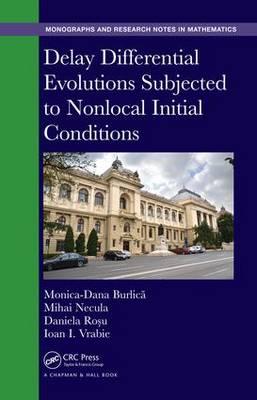 MONOGRAPHS AND RESEARCH NOTES IN MATHEMATICS
Delay Differential
Evolutions Subjected
to Nonlocal Initial
Conditions
Monica-Dana Burlică
Mihai Necula
Daniela Roșu
Ioan I. Vrabie
CRC Press
Taylor & Francis Group
A CHAPMAN & HALL BOOK